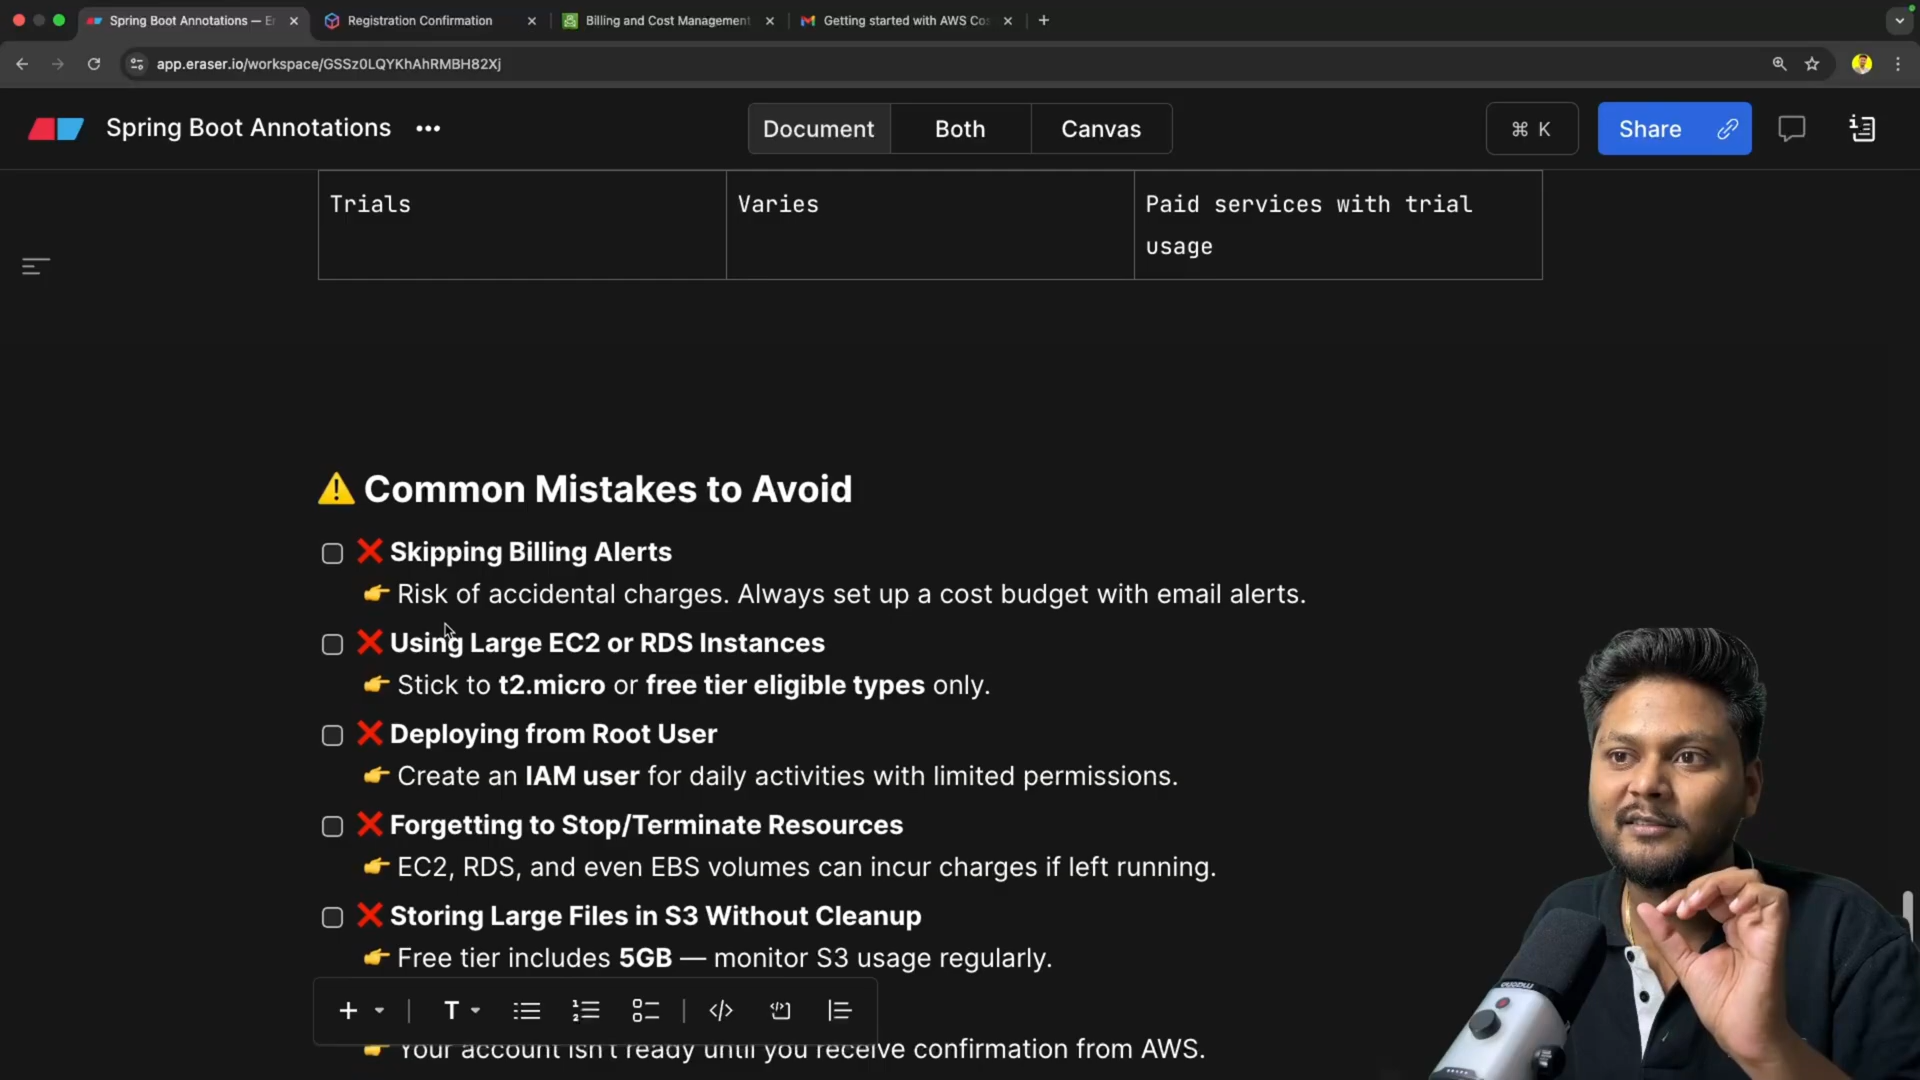 Spring Boot Annotations — Er
Registration Confirmation
Billing and Cost Management
Getting started with AWS Co
app.eraser.io/workspace/GSSz0LQYKhAhRMBH82Xj
Spring Boot Annotations
Document
Both
Canvas
⌘ K
Share
Trials
Varies
Paid services with trial
usage
⚠️ Common Mistakes to Avoid
❌ Skipping Billing Alerts
👉 Risk of accidental charges. Always set up a cost budget with email alerts.
❌ Using Large EC2 or RDS Instances
👉 Stick to t2.micro or free tier eligible types only.
❌ Deploying from Root User
👉 Create an IAM user for daily activities with limited permissions.
❌ Forgetting to Stop/Terminate Resources
👉 EC2, RDS, and even EBS volumes can incur charges if left running.
❌ Storing Large Files in S3 Without Cleanup
👉 Free tier includes 5GB — monitor S3 usage regularly.
T
👉 Your account isn't ready until you receive confirmation from AWS.